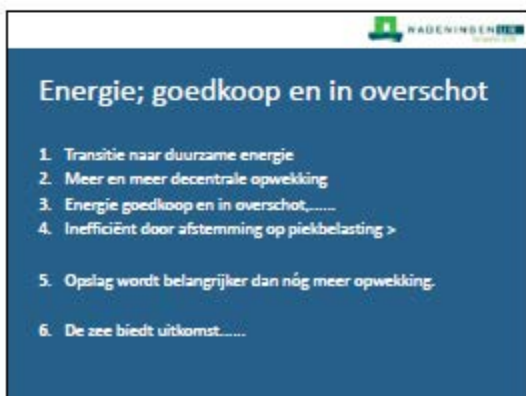 WAGENINGEN UR
Energie; goedkoop en in overschot
1. Transitie naar duurzame energie
2. Meer en meer decentrale opwekking
3. Energie goedkoop en in overschot,......
4. Inefficiënt door afstemming op piekbelasting >
5. Opslag wordt belangrijker dan nóg meer opwekking.
6. De zee biedt uitkomst......